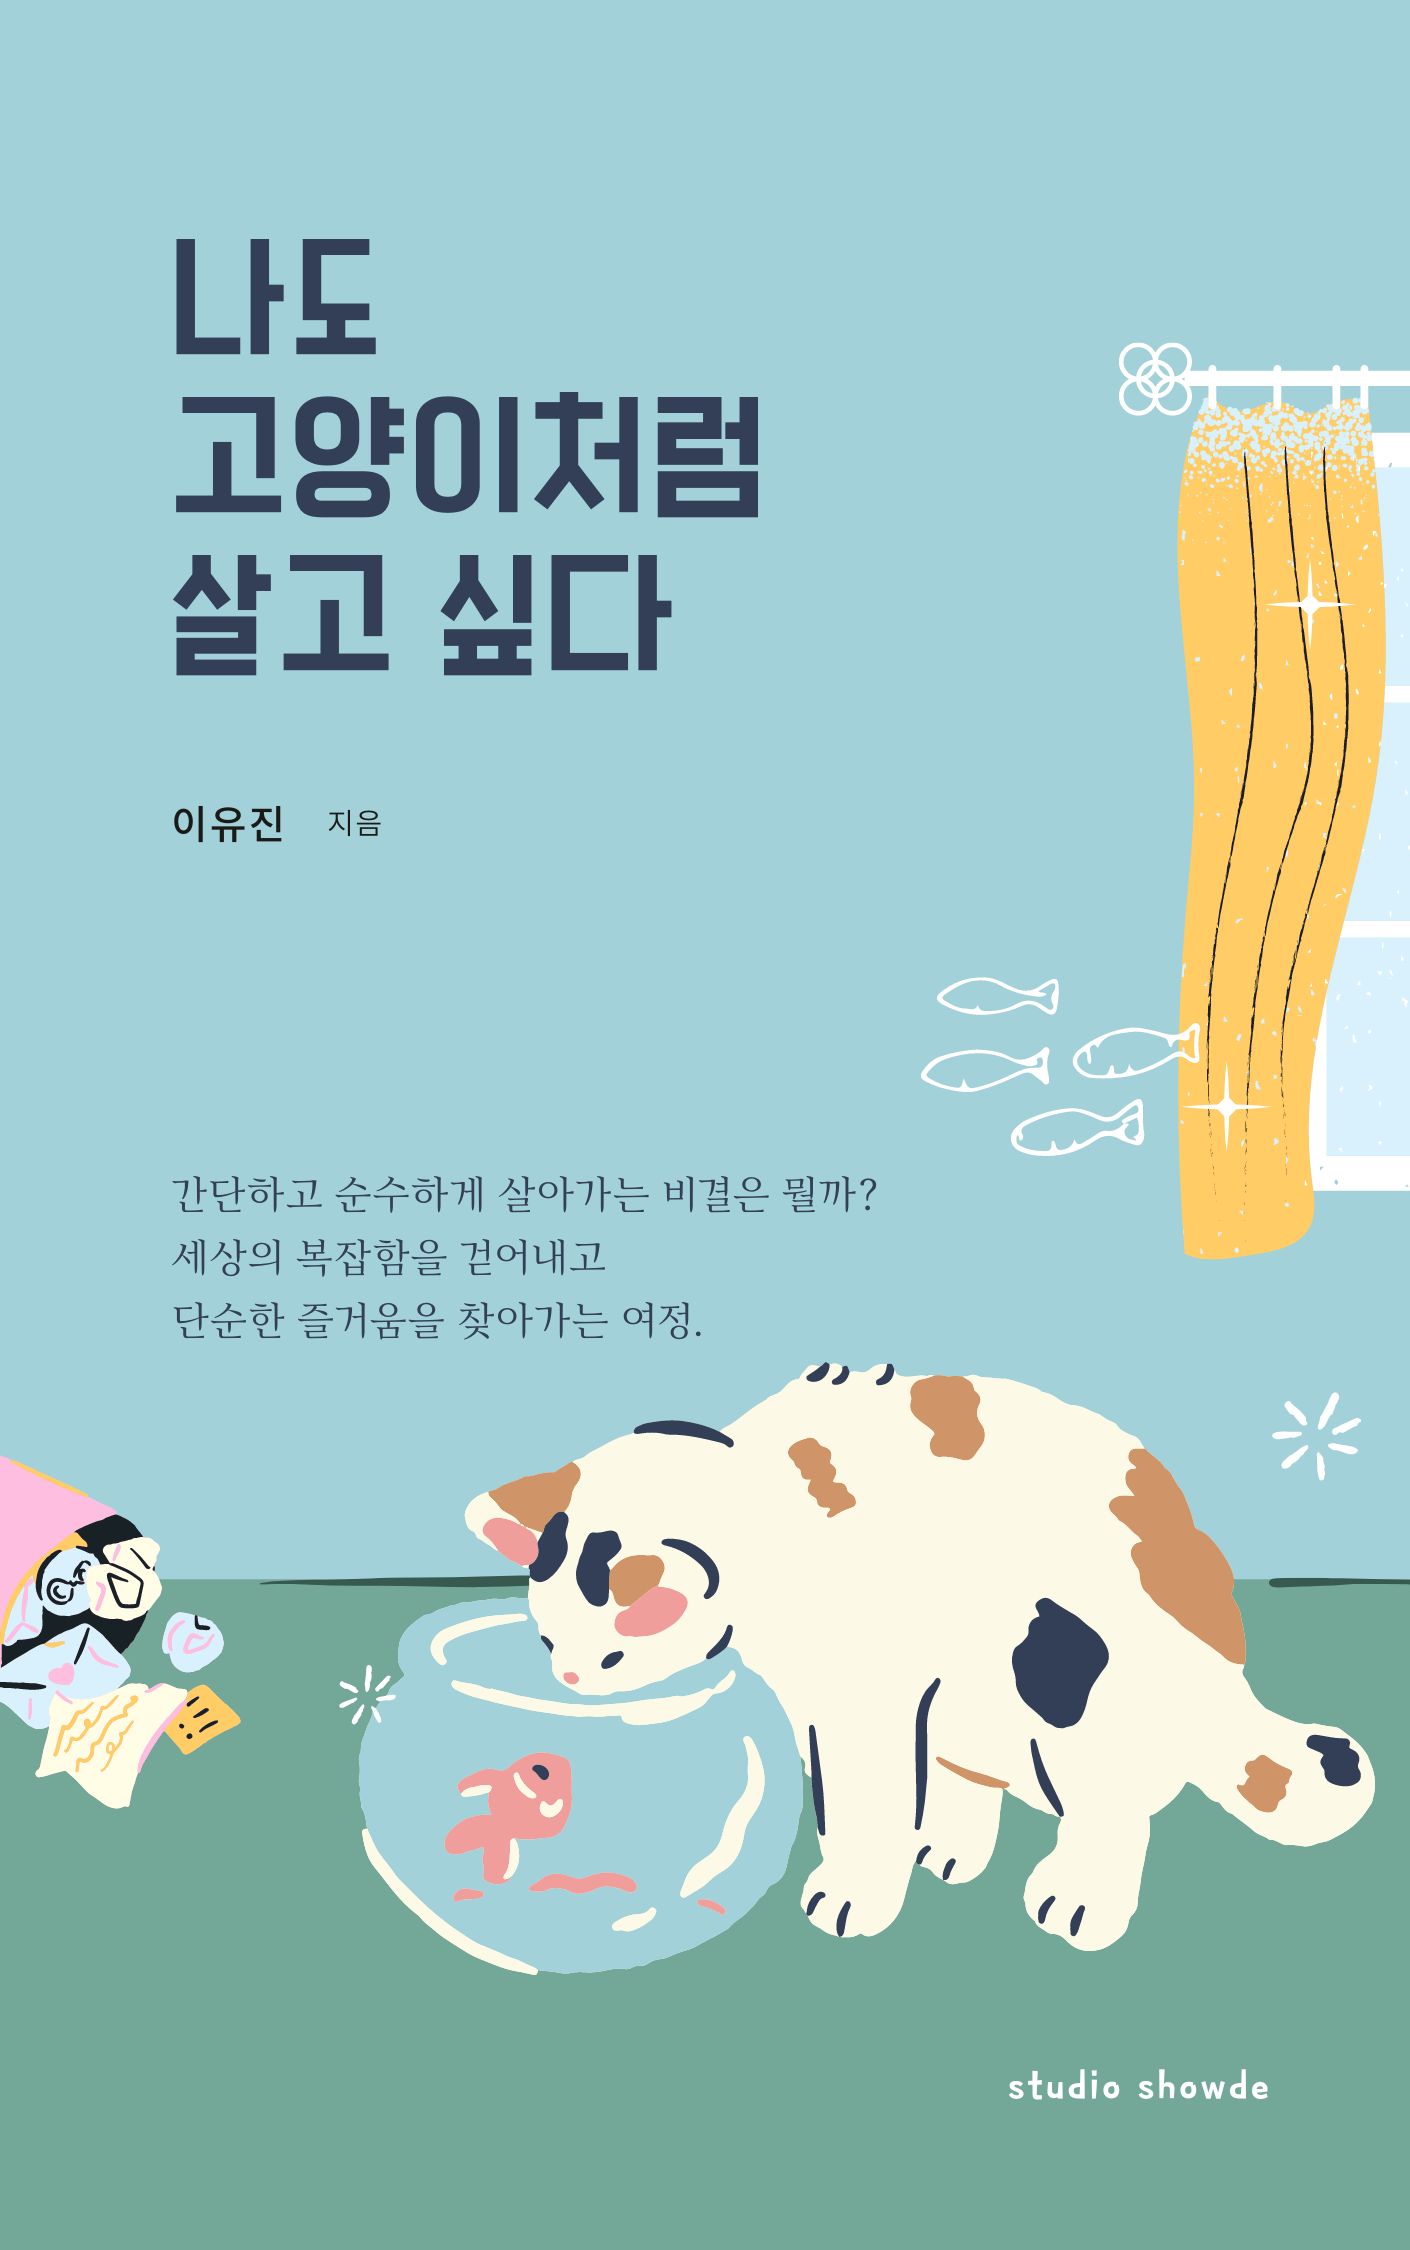 나도
고양이처럼
살고 싶다
이유진 지음
간단하고 순수하게 살아가는 비결은 뭘까?
세상의 복잡함을 걷어내고
단순한 즐거움을 찾아가는 여정.
studio showde